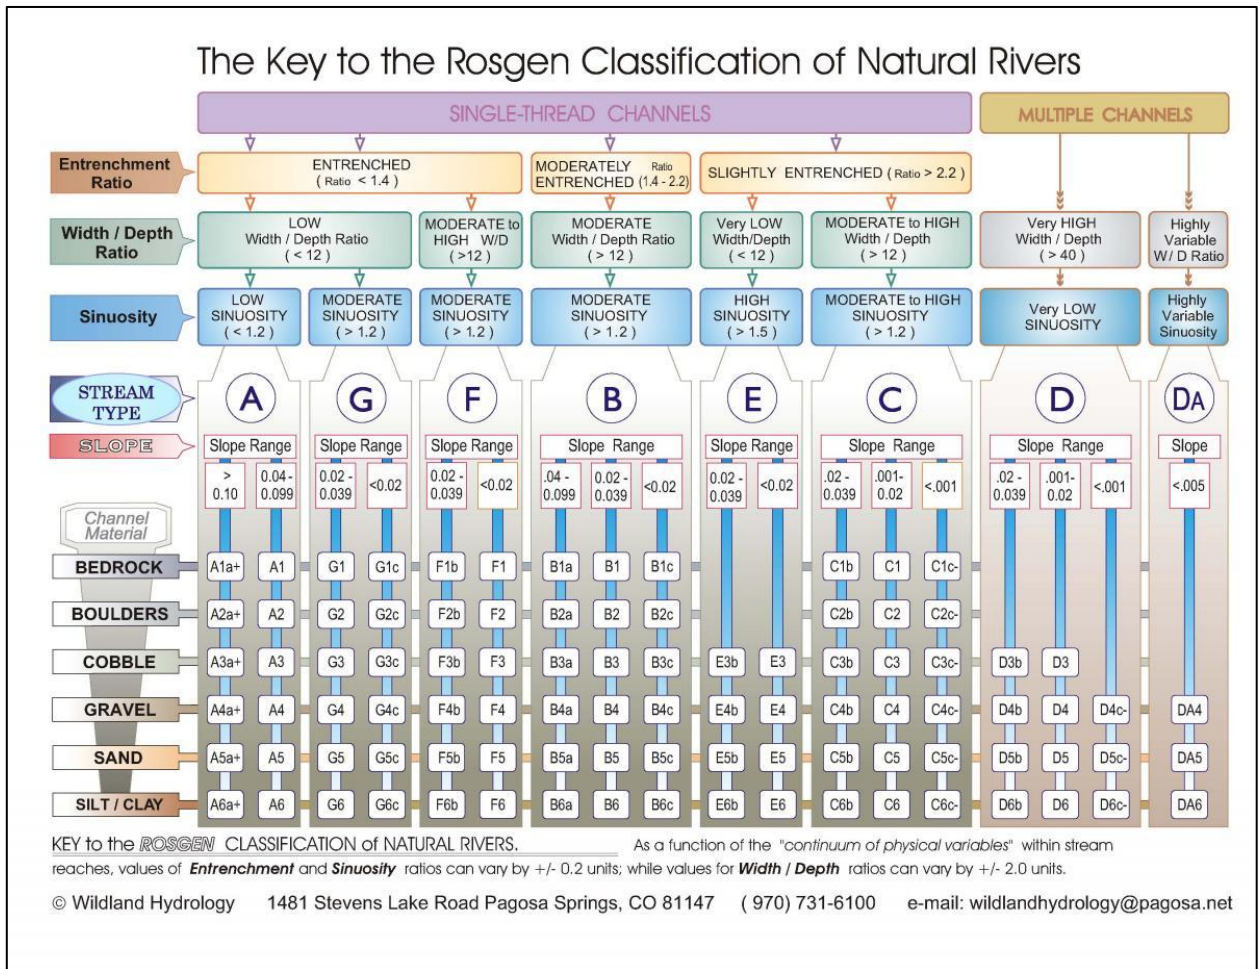 The Key to the Rosgen Classification of Natural Rivers
SINGLE-THREAD CHANNELS
MULTIPLE CHANNELS
Entrenchment
Ratio
ENTRENCHED
( Ratio < 1.4 )
MODERATELY Ratio
ENTRENCHED (1.4 - 2.2)
SLIGHTLY ENTRENCHED ( Ratio > 2.2 )
Width / Depth
Ratio
LOW
Width / Depth Ratio
( < 12 )
MODERATE to
HIGH W/D
( >12 )
MODERATE
Width / Depth Ratio
( > 12 )
Very LOW
Width/Depth
( < 12 )
MODERATE to HIGH
Width / Depth
( > 12 )
Very HIGH
Width / Depth
( > 40 )
Highly
Variable
W/ D Ratio
Sinuosity
LOW
SINUOSITY
( < 1.2 )
MODERATE
SINUOSITY
( > 1.2 )
MODERATE
SINUOSITY
( > 1.2 )
MODERATE
SINUOSITY
( > 1.2 )
HIGH
SINUOSITY
( > 1.5 )
MODERATE to HIGH
SINUOSITY
( > 1.2 )
Very LOW
SINUOSITY
Highly
Variable
Sinuosity
STREAM
TYPE
A G F B E C D DA
SLOPE
Slope Range Slope Range Slope Range Slope Range Slope Range Slope Range Slope Range Slope
> 0.10
0.04 - 0.099
0.02 - 0.039
<0.02
0.02 - 0.039
<0.02
.04 - 0.099
0.02 - 0.039
<0.02
0.02 - 0.039
<0.02
.02 - 0.039
.001- 0.02
<.001
.02 - 0.039
.001- 0.02
<.001
<.005
Channel
Material
BEDROCK A1a+ A1 G1 G1c F1b F1 B1a B1 B1c C1b C1 C1c-
BOULDERS A2a+ A2 G2 G2c F2b F2 B2a B2 B2c C2b C2 C2c-
COBBLE A3a+ A3 G3 G3c F3b F3 B3a B3 B3c E3b E3 C3b C3 C3c- D3b D3
GRAVEL A4a+ A4 G4 G4c F4b F4 B4a B4 B4c E4b E4 C4b C4 C4c- D4b D4 D4c- DA4
SAND A5a+ A5 G5 G5c F5b F5 B5a B5 B5c E5b E5 C5b C5 C5c- D5b D5 D5c- DA5
SILT / CLAY A6a+ A6 G6 G6c F6b F6 B6a B6 B6c E6b E6 C6b C6 C6c- D6b D6 D6c- DA6
KEY to the ROSGEN CLASSIFICATION of NATURAL RIVERS. As a function of the "continuum of physical variables" within stream
reaches, values of Entrenchment and Sinuosity ratios can vary by +/- 0.2 units; while values for Width / Depth ratios can vary by +/- 2.0 units.
© Wildland Hydrology 1481 Stevens Lake Road Pagosa Springs, CO 81147 ( 970) 731-6100 e-mail: wildlandhydrology@pagosa.net